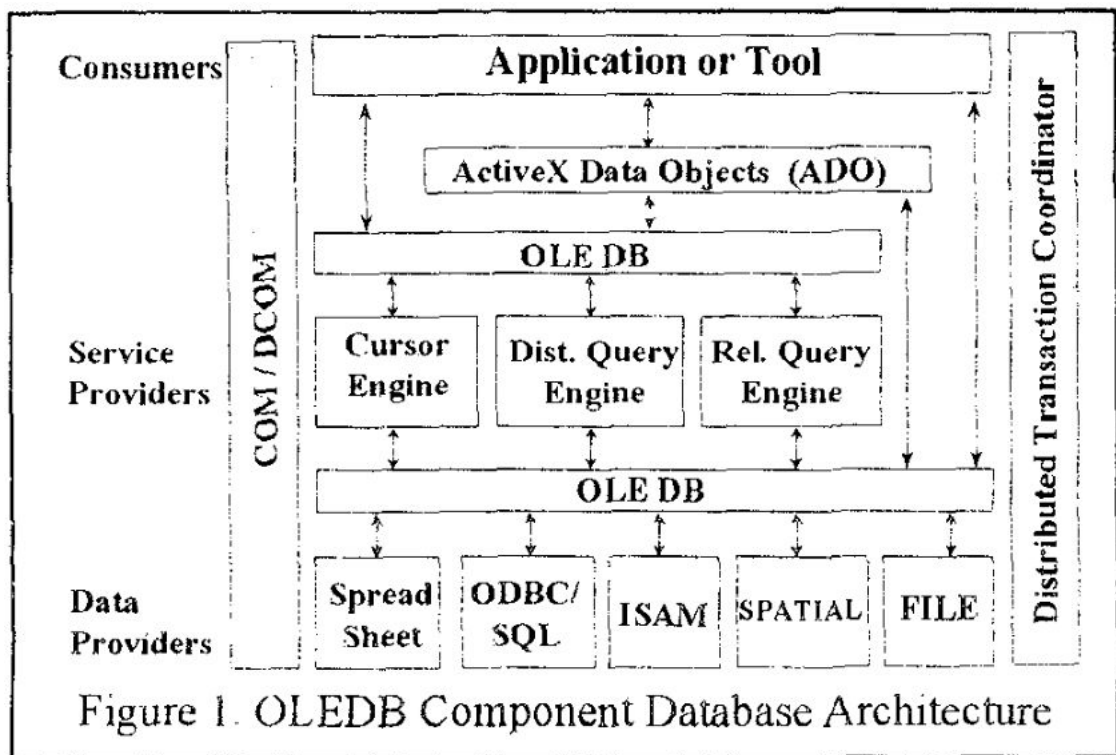 Consumers
Application or Tool
ActiveX Data Objects (ADO)
OLE DB
COM / DCOM
Distributed Transaction Coordinator
Service
Providers
Cursor
Engine
Dist. Query
Engine
Rel. Query
Engine
OLE DB
Data
Providers
Spread
Sheet
ODBC/
SQL
ISAM
SPATIAL
FILE
Figure 1. OLEDB Component Database Architecture